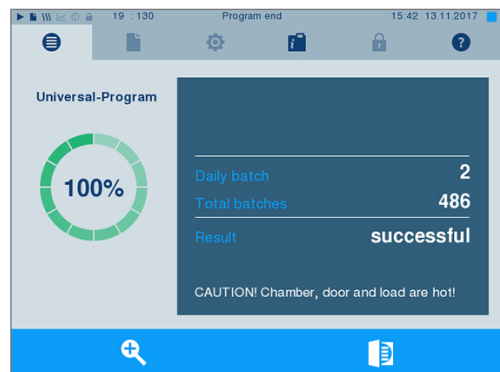 19 : 130 Program end 15:42 13.11.2017
Universal-Program
100%
Daily batch 2
Total batches 486
Result successful
CAUTION! Chamber, door and load are hot!